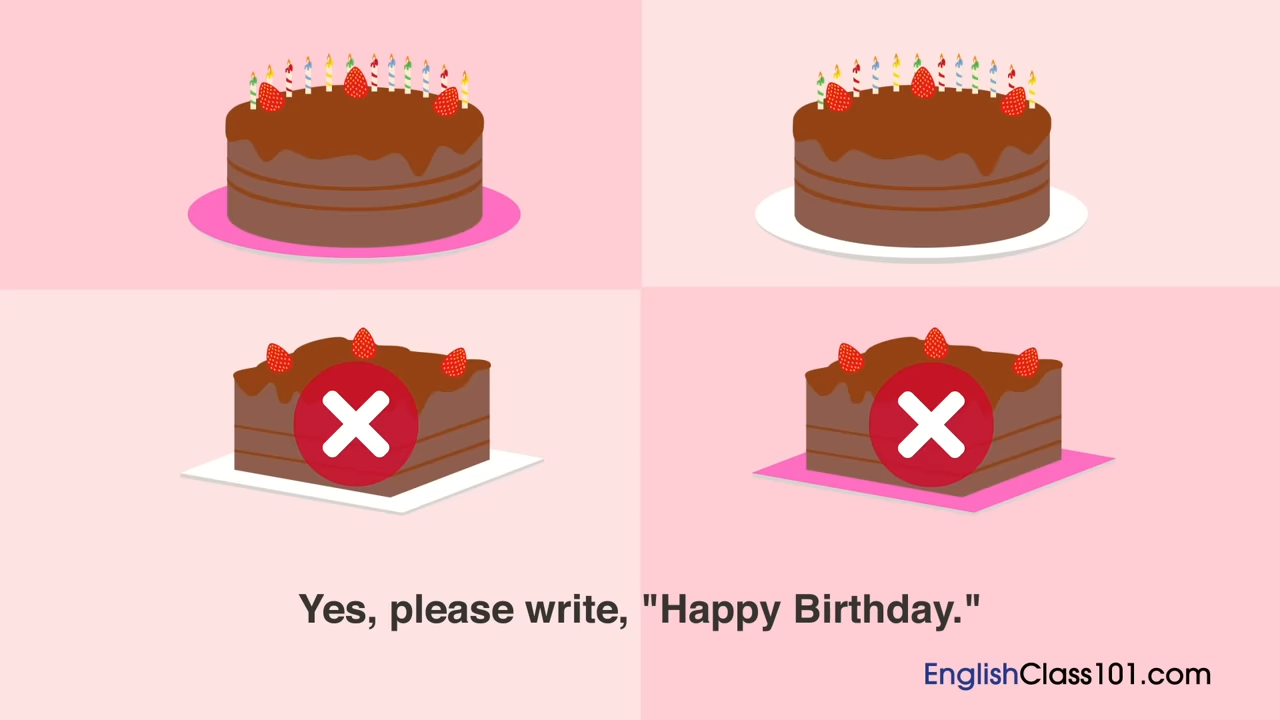 Yes, please write, "Happy Birthday."
EnglishClass101.com